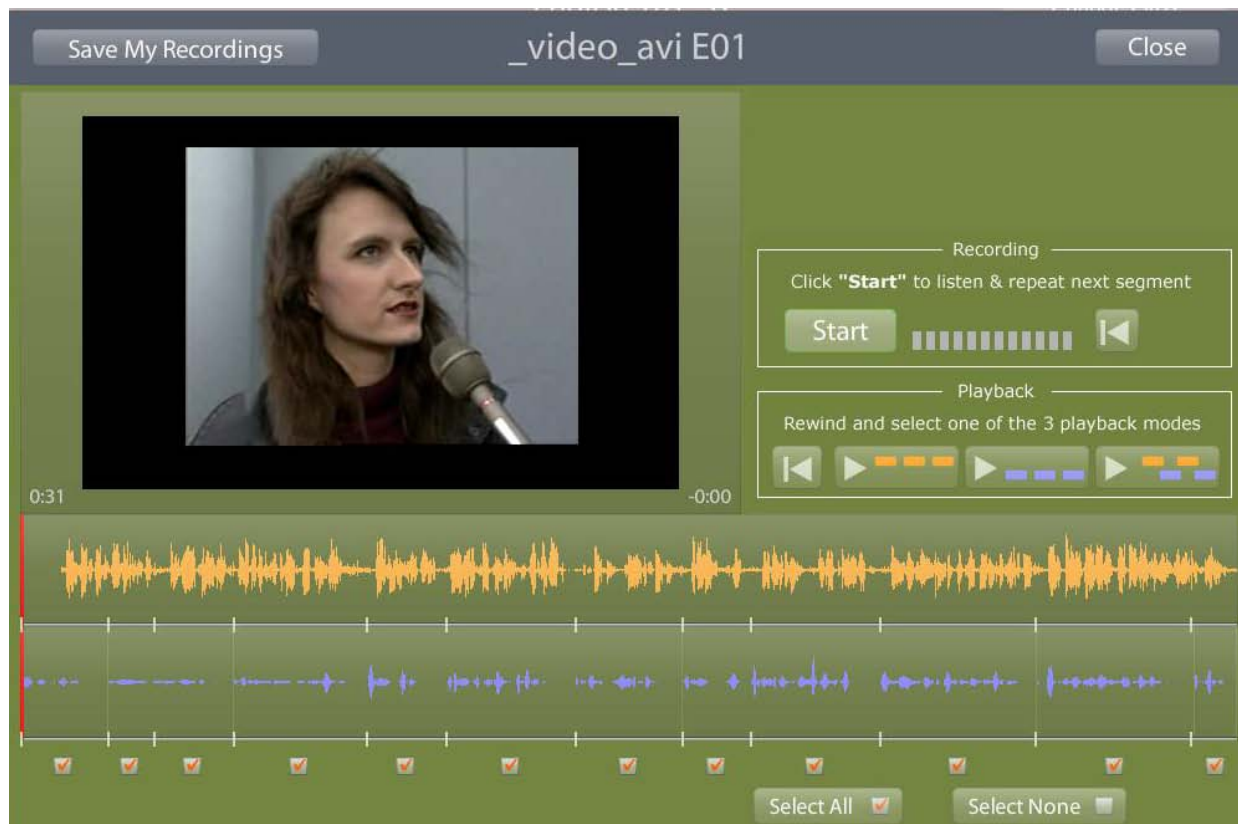 Save My Recordings
_video_avi E01
Close
Recording
Click "Start" to listen & repeat next segment
Start
Playback
Rewind and select one of the 3 playback modes
0:31
-0:00
Select All
Select None